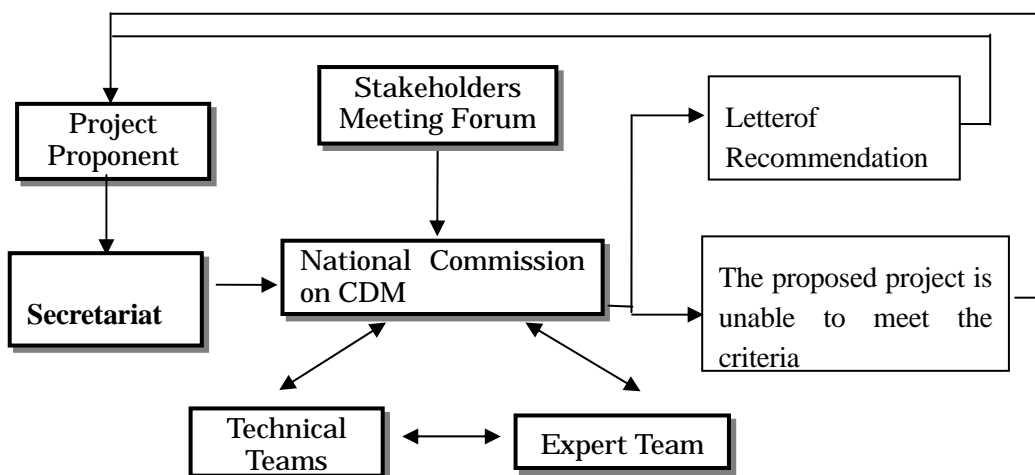 Stakeholders
Meeting Forum
Project
Proponent
Letterof
Recommendation
National Commission
on CDM
Secretariat
The proposed project is
unable to meet the
criteria
Technical
Teams
Expert Team